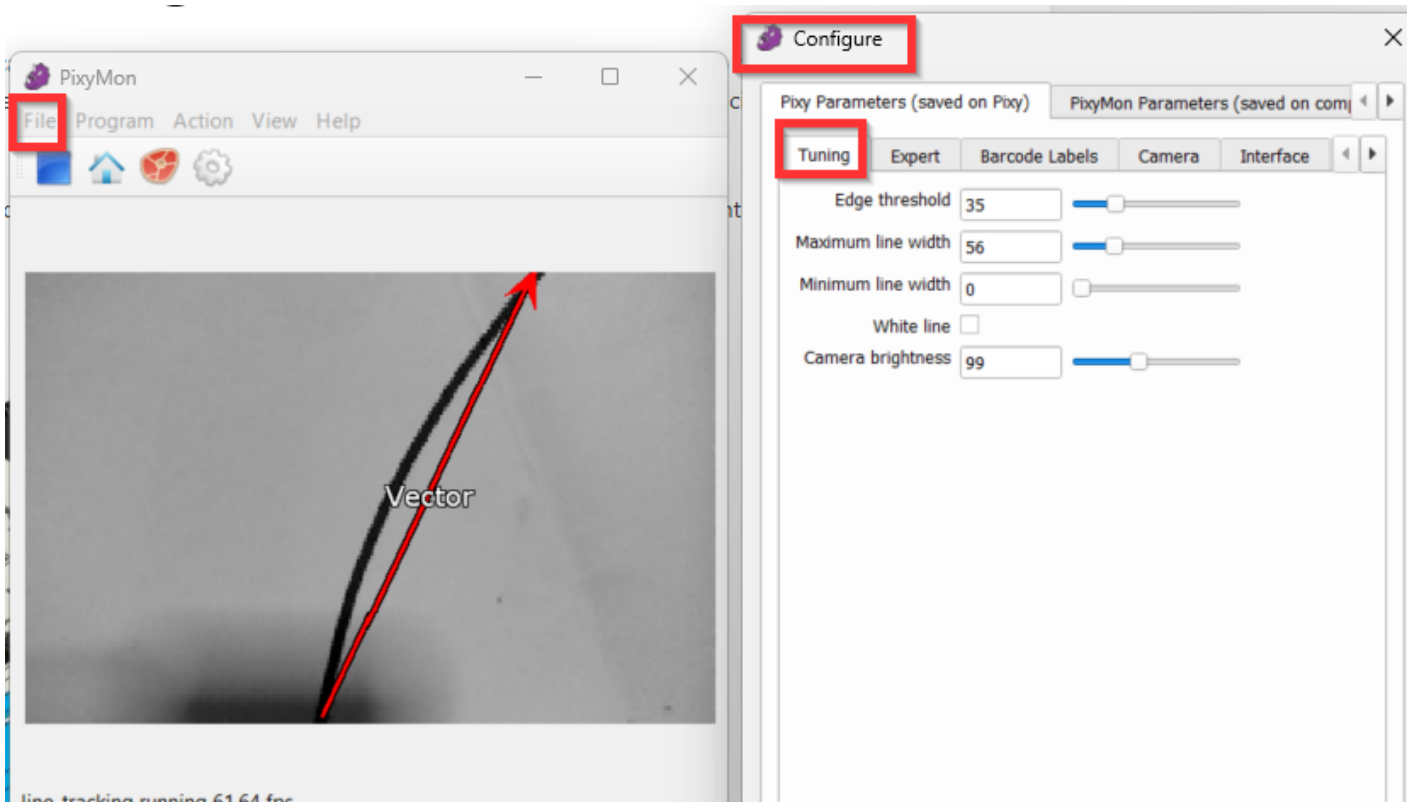 PixyMon
File Program Action View Help
Vector
line_tracking running 61.64 fps
Configure
Pixy Parameters (saved on Pixy) PixyMon Parameters (saved on com
Tuning Expert Barcode Labels Camera Interface
Edge threshold 35
Maximum line width 56
Minimum line width 0
White line
Camera brightness 99